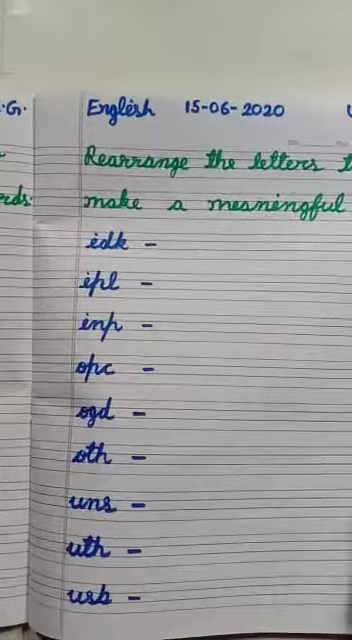 .G.
English 15-06-2020
Rearrange the letters
make a meaningful
idk -
ipl -
inp -
opc -
ogd -
oth -
uns -
uth -
usb -